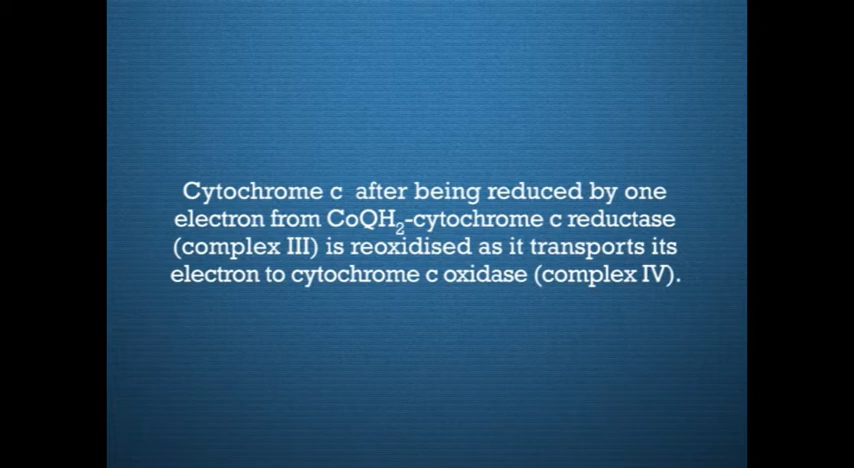 Cytochrome c after being reduced by one
electron from CoQH₂-cytochrome c reductase
(complex III) is reoxidised as it transports its
electron to cytochrome c oxidase (complex IV).